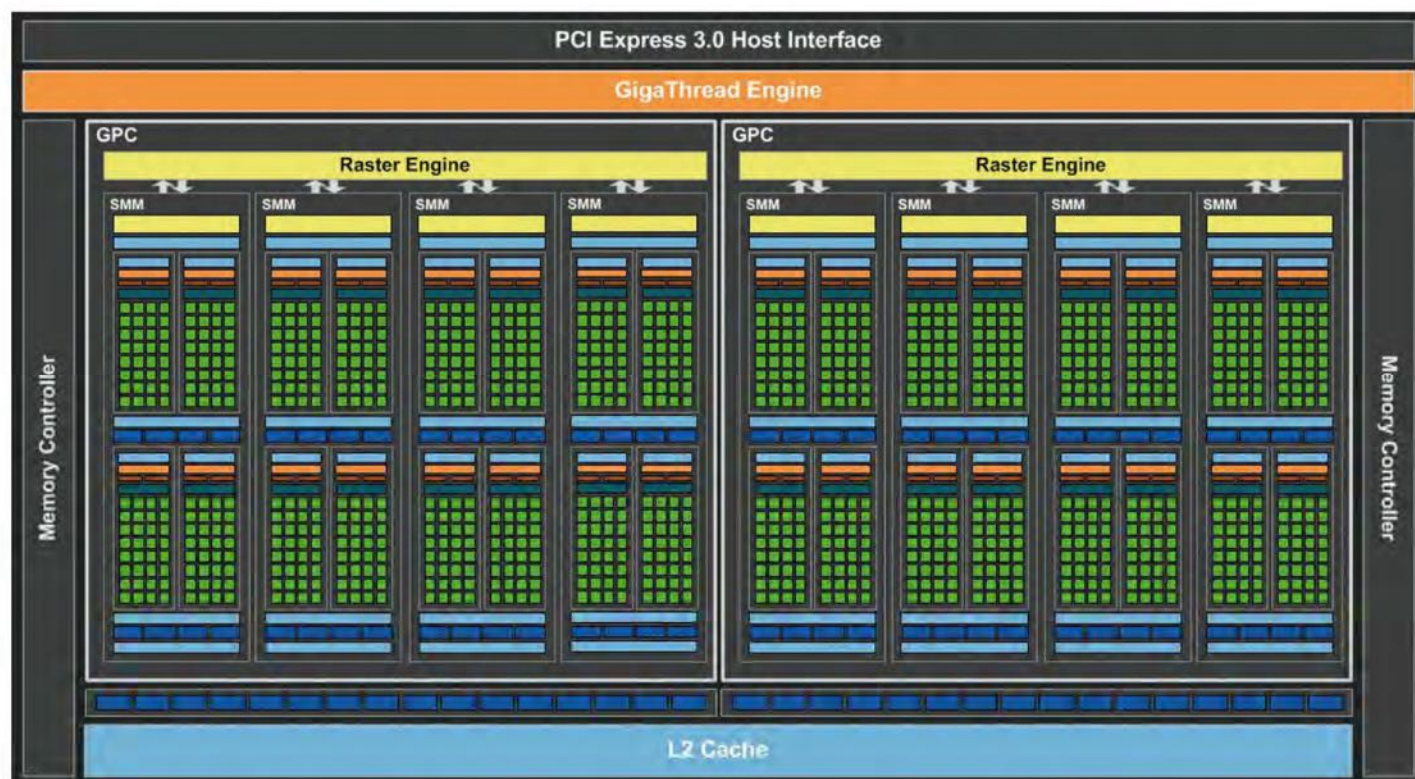 PCI Express 3.0 Host Interface
GigaThread Engine
Memory Controller
GPC
Raster Engine
SMM
SMM
SMM
SMM
GPC
Raster Engine
SMM
SMM
SMM
SMM
Memory Controller
L2 Cache